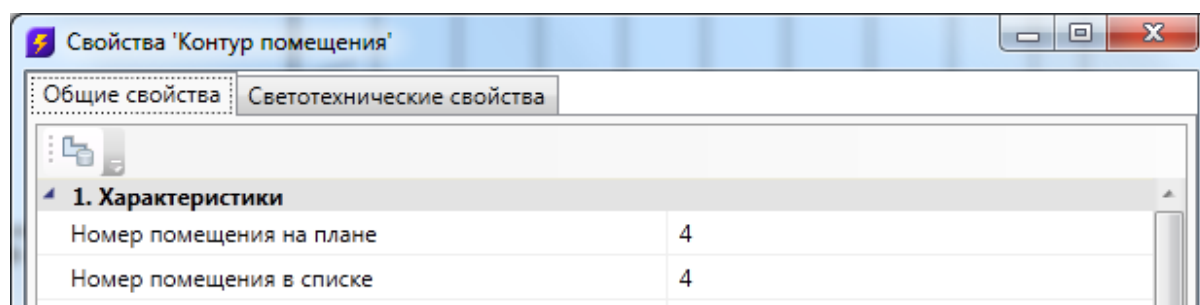 Свойства 'Контур помещения'
Общие свойства Светотехнические свойства
1. Характеристики
Номер помещения на плане 4
Номер помещения в списке 4